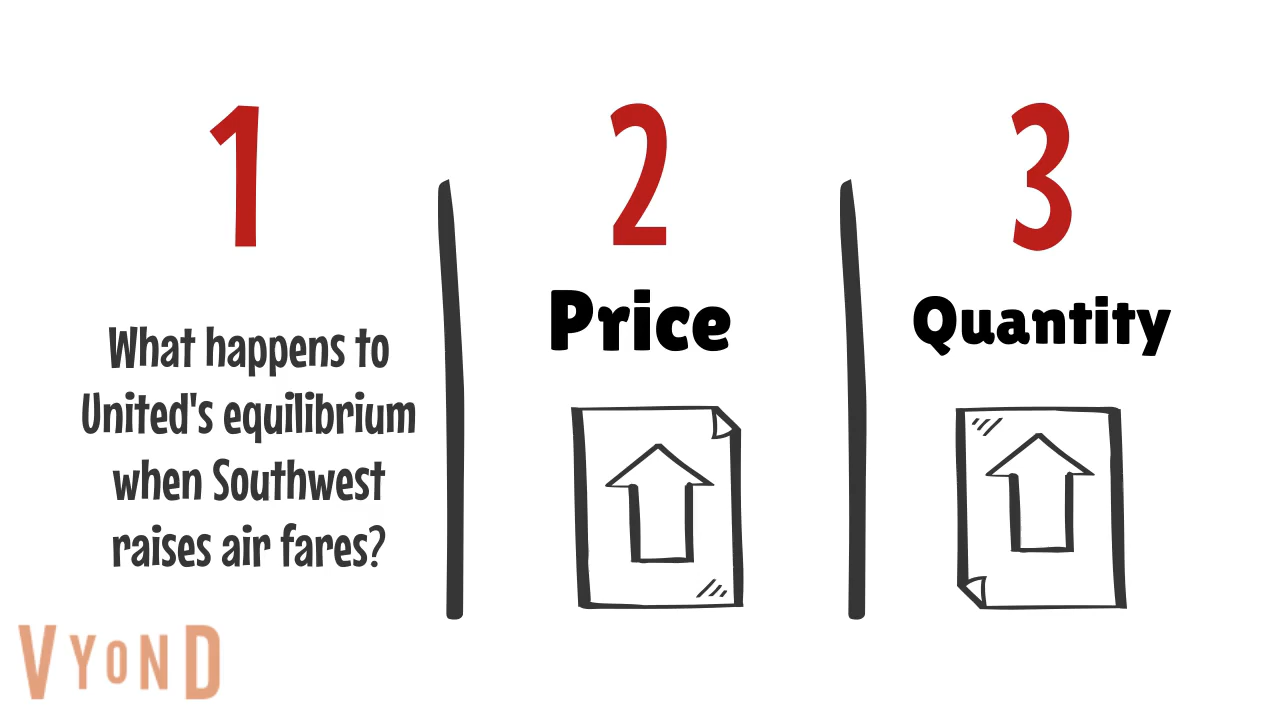 1
What happens to
United's equilibrium
when Southwest
raises air fares?
2
Price
3
Quantity
VYOND